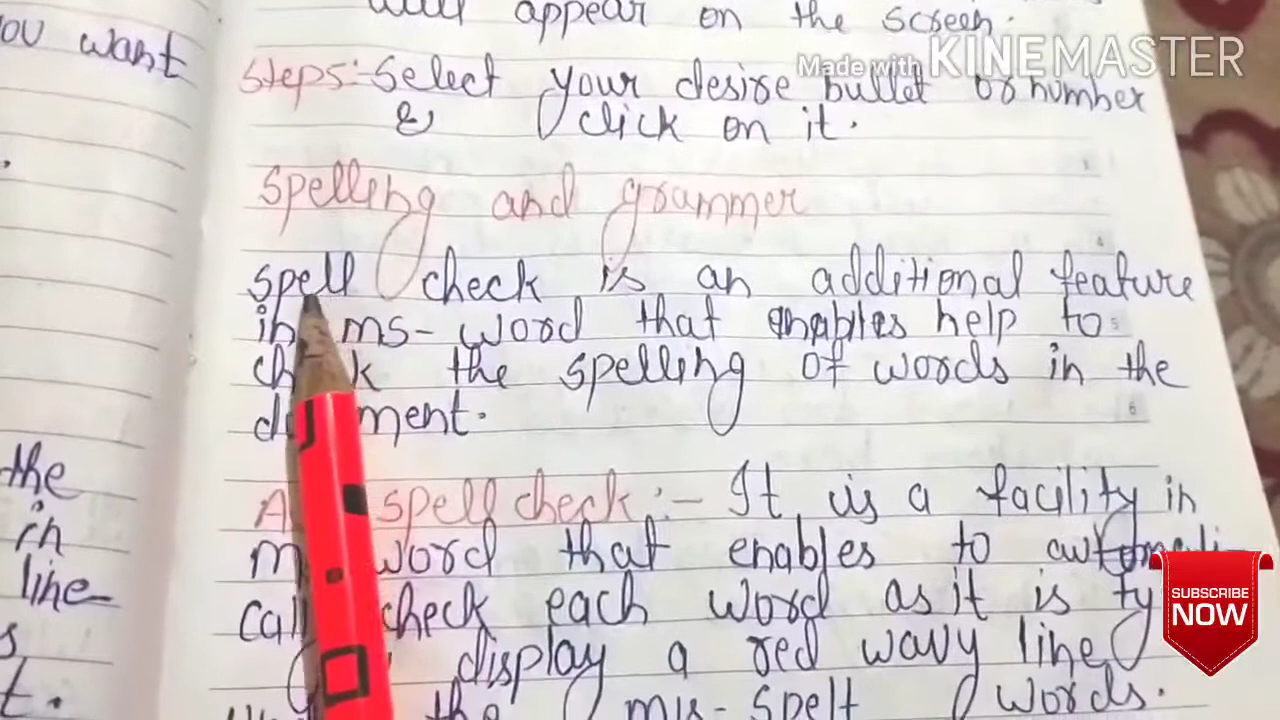 ou want
.
will appear on the screen.
Made with KINEMASTER
Steps:- Select your desire bullet or number
& click on it.
Spelling and grammer
Spell check is an additional feature
in ms-word that enables help to
the spelling of words in the
the
in
line
s
t.
spell check :- It is a facility in
word that enables to
check each word as it is
display a red wavy line
the mis-spelt words.
SUBSCRIBE
NOW